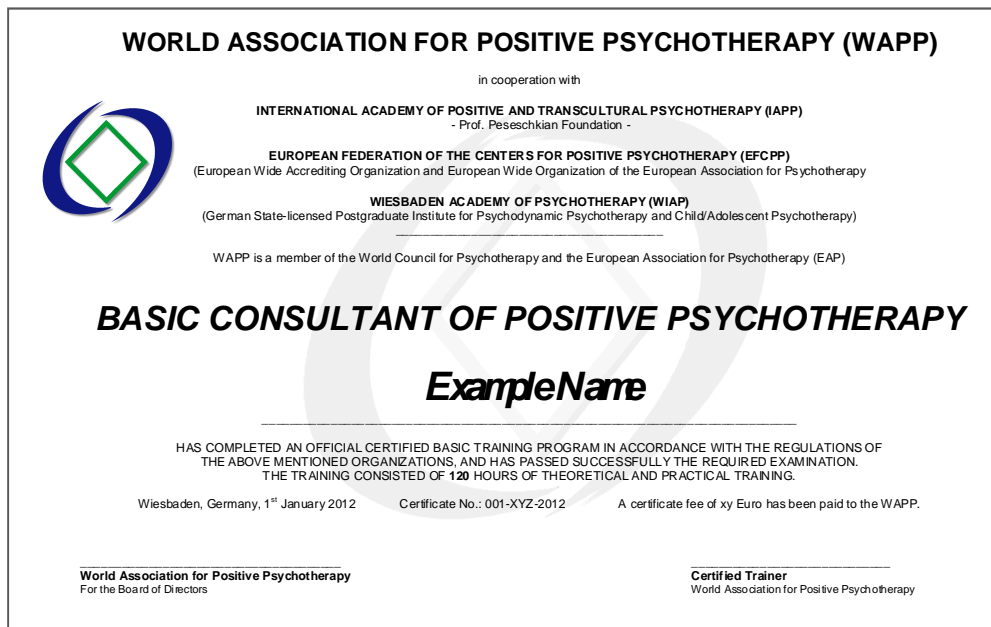 WORLD ASSOCIATION FOR POSITIVE PSYCHOTHERAPY (WAPP)
in cooperation with
INTERNATIONAL ACADEMY OF POSITIVE AND TRANSCULTURAL PSYCHOTHERAPY (IAPP)
- Prof. Peseschkian Foundation -
EUROPEAN FEDERATION OF THE CENTERS FOR POSITIVE PSYCHOTHERAPY (EFCPP)
(European Wide Accrediting Organization and European Wide Organization of the European Association for Psychotherapy
WIESBADEN ACADEMY OF PSYCHOTHERAPY (WIAP)
(German State-licensed Postgraduate Institute for Psychodynamic Psychotherapy and Child/Adolescent Psychotherapy)
WAPP is a member of the World Council for Psychotherapy and the European Association for Psychotherapy (EAP)
BASIC CONSULTANT OF POSITIVE PSYCHOTHERAPY
Example Name
HAS COMPLETED AN OFFICIAL CERTIFIED BASIC TRAINING PROGRAM IN ACCORDANCE WITH THE REGULATIONS OF
THE ABOVE MENTIONED ORGANIZATIONS, AND HAS PASSED SUCCESSFULLY THE REQUIRED EXAMINATION.
THE TRAINING CONSISTED OF 120 HOURS OF THEORETICAL AND PRACTICAL TRAINING.
Wiesbaden, Germany, 1st January 2012 Certificate No.: 001-XYZ-2012 A certificate fee of xy Euro has been paid to the WAPP.
World Association for Positive Psychotherapy
For the Board of Directors
Certified Trainer
World Association for Positive Psychotherapy